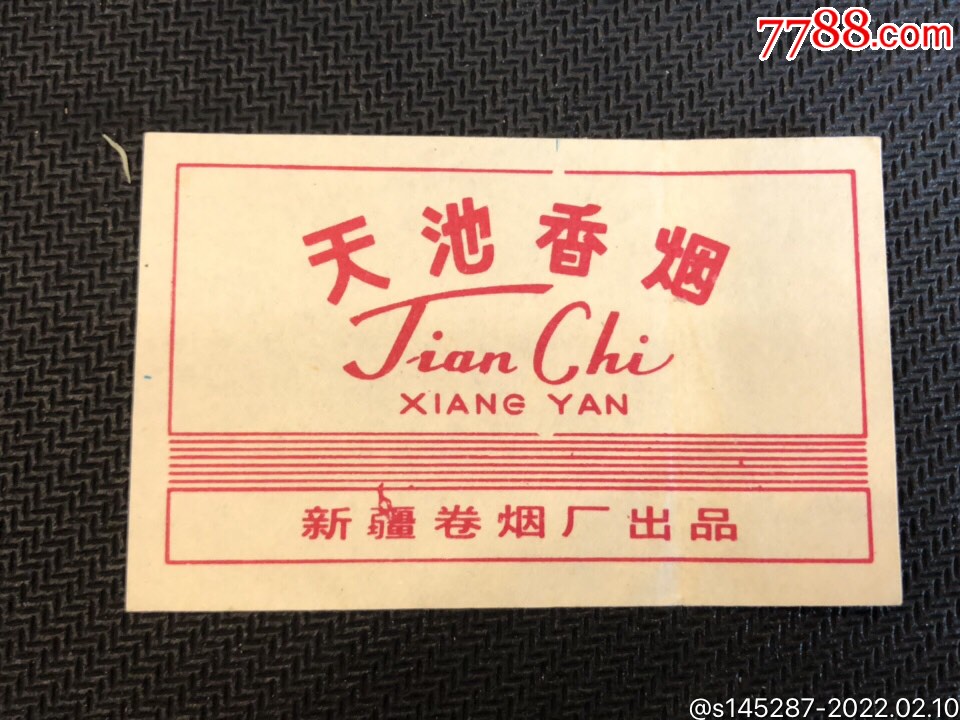 7788.com
天池香烟
Tian Chi
XIANG YAN
新疆卷烟厂出品
@s145287-2022.02.10